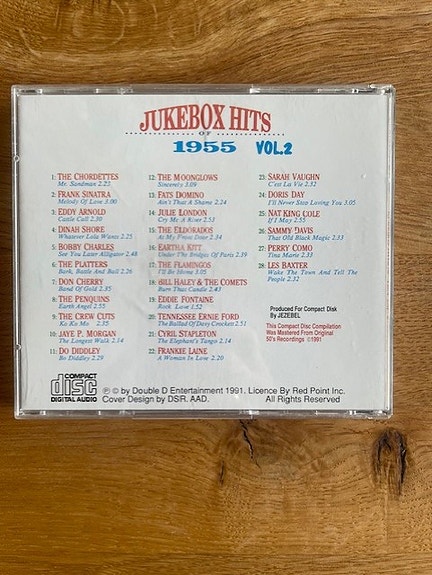 JUKEBOX HITS
OF
1955 VOL.2
1: THE CHORDETTES
Mr. Sandman 2.23
2: FRANK SINATRA
Melody Of Love 3.00
3: EDDY ARNOLD
Cattle Call 2.30
4: DINAH SHORE
Whatever Lola Wants 2.25
5: BOBBY CHARLES
See You Later Alligator 2.48
6: THE PLATTERS
Bark, Battle And Ball 2.26
7: DON CHERRY
Band Of Gold 2.35
8: THE PENQUINS
Earth Angel 2.55
9: THE CREW CUTS
Ko Ko Mo 2.35
10: JAYE P. MORGAN
The Longest Walk 2.14
11: DO DIDDLEY
Bo Diddley 2.29
12: THE MOONGLOWS
Sincerely 3.09
13: FATS DOMINO
Ain't That A Shame 2.24
14: JULIE LONDON
Cry Me A River 2.53
15: THE ELDORADOS
At My Front Door 2.34
16: EARTHA KITT
Under The Bridges Of Paris 2.39
17: THE FLAMINGOS
I'll Be Home 3.05
18: BILL HALEY & THE COMETS
Burn That Candle 2.43
19: EDDIE FONTAINE
Rock Love 1.52
20: TENNESSEE ERNIE FORD
The Ballad Of Davy Crockett 2.51
21: CYRIL STAPLETON
The Elephant's Tango 2.14
22: FRANKIE LAINE
A Woman In Love 2.20
23: SARAH VAUGHN
C'est La Vie 2.32
24: DORIS DAY
I'll Never Stop Loving You 3.05
25: NAT KING COLE
If I May 2.55
26: SAMMY DAVIS
That Old Black Magic 2.33
27: PERRY COMO
Tina Marie 2.33
28: LES BAXTER
Wake The Town And Tell The
People 2.32
Produced For Compact Disk
By JEZEBEL
This Compact Disc Compilation
Was Mastered From Original
50's Recordings ©1991
COMPACT
disc
DIGITAL AUDIO
℗ © by Double D Entertainment 1991. Licence By Red Point Inc.
Cover Design by DSR. AAD. All Rights Reserved